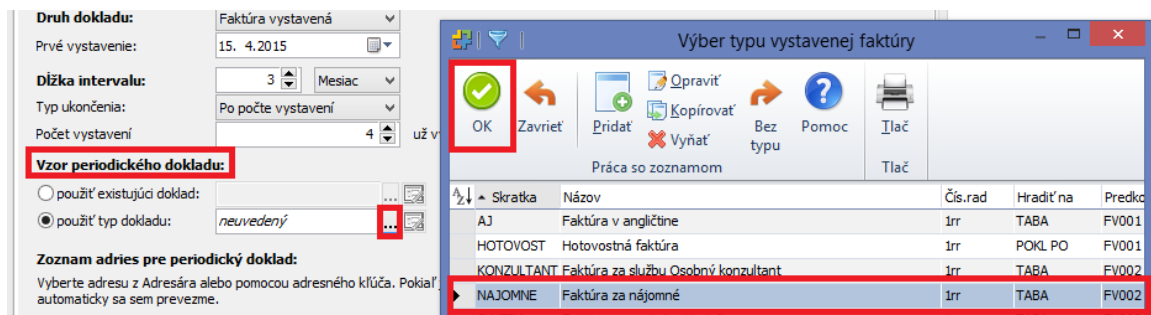 Druh dokladu: Faktúra vystavená
Prvé vystavenie: 15. 4.2015
Dĺžka intervalu: 3 Mesiac
Typ ukončenia: Po počte vystavení
Počet vystavení 4 už
Vzor periodického dokladu:
použiť existujúci doklad: ...
použiť typ dokladu: neuvedený ...
Zoznam adries pre periodický doklad:
Vyberte adresu z Adresára alebo pomocou adresného kľúča. Pokiaľ
automaticky sa sem prevezme.
Výber typu vystavenej faktúry
OK Zavrieť Pridať Opraviť Kopírovať Vyňať Bez typu Pomoc Tlač
Práca so zoznamom Tlač
Skratka Názov Čís.rad Hradiť na
AJ Faktúra v angličtine 1rr TABA FV001
HOTOVOST Hotovostná faktúra 1rr POKL PO FV001
KONZULTANT Faktúra za službu Osobný konzultant 1rr TABA FV002
NAJOMNE Faktúra za nájomné 1rr TABA FV002